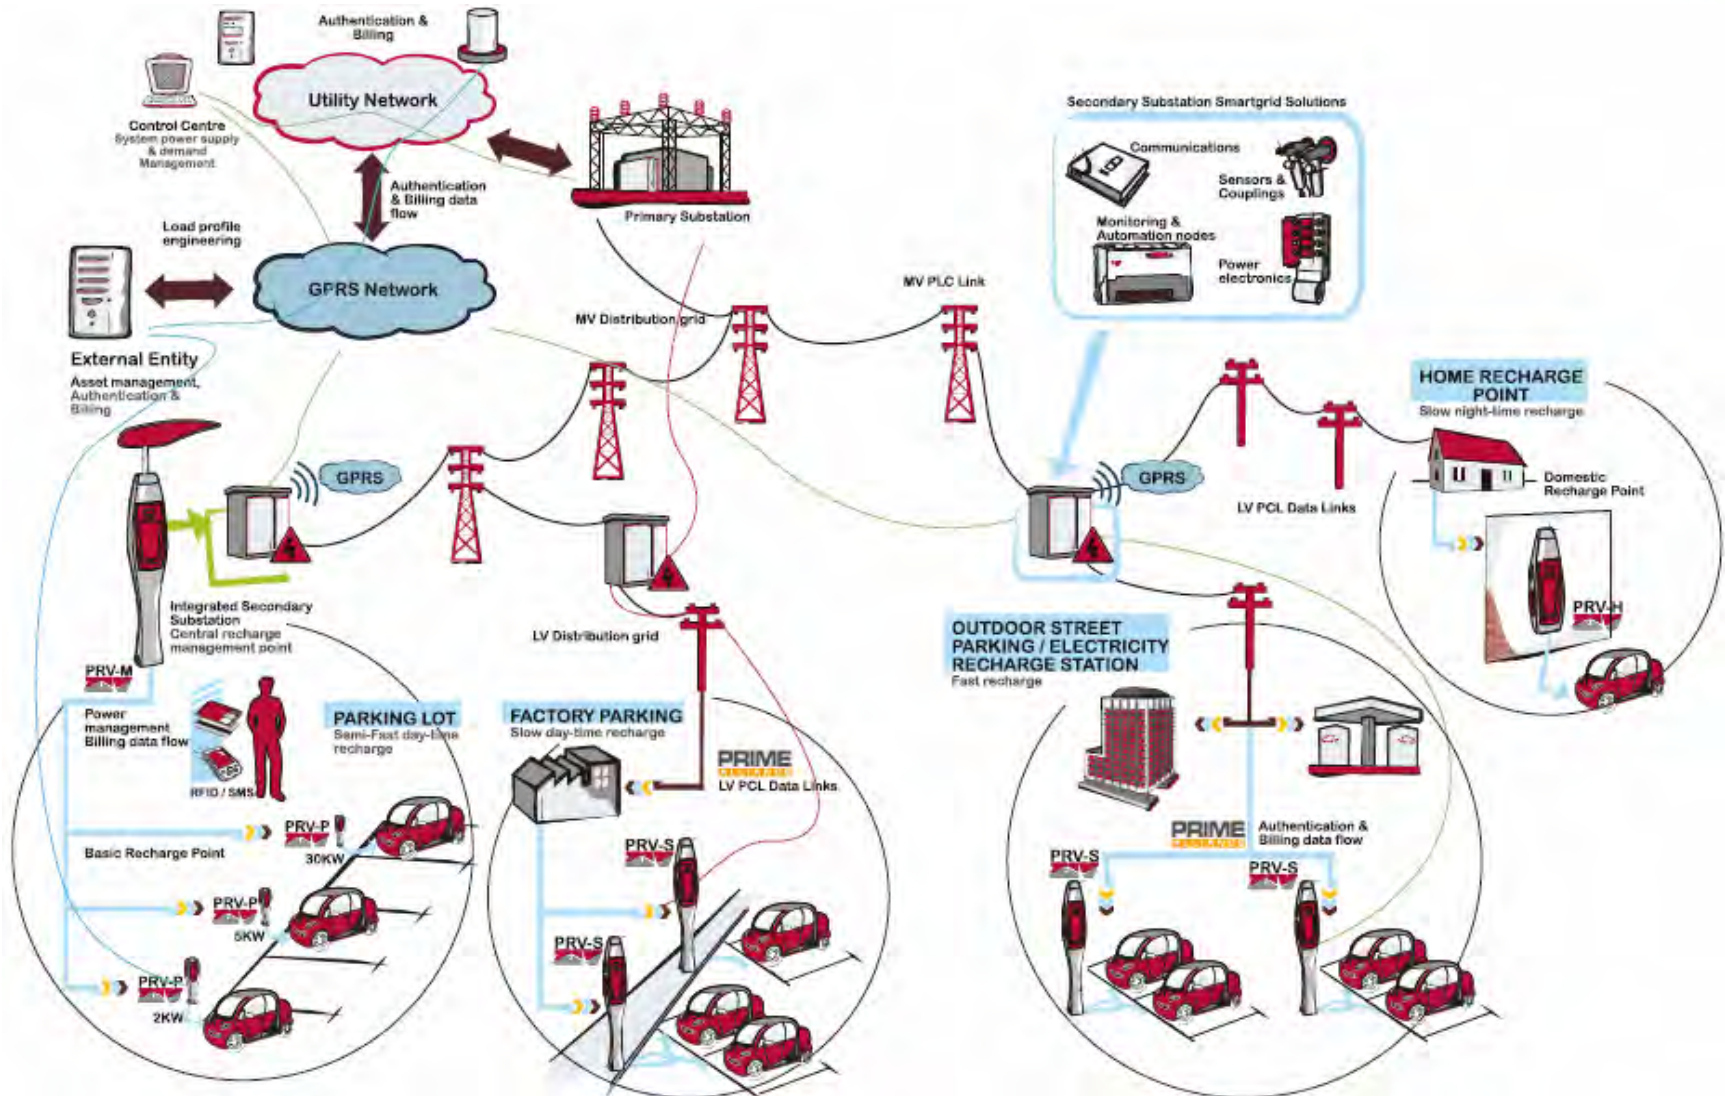 Authentication &
Billing
Utility Network
Control Centre
System power supply
& demand
Management
Authentication
& Billing data
flow
Primary Substation
Load profile
engineering
GPRS Network
External Entity
Asset management,
Authentication &
Billing
Secondary Substation Smartgrid Solutions
Communications
Sensors &
Couplings
Monitoring &
Automation nodes
Power
electronics
MV PLC Link
MV Distribution grid
GPRS
GPRS
LV PCL Data Links
HOME RECHARGE
POINT
Slow night-time recharge
Domestic
Recharge Point
PRV-H
Integrated Secondary
Substation
Central recharge
management point
PRV-M
Power
management
Billing data flow
RFID / SMS
PARKING LOT
Semi-Fast day-time
recharge
Basic Recharge Point
PRV-P
30KW
PRV-P
5KW
PRV-P
2KW
LV Distribution grid
FACTORY PARKING
Slow day-time recharge
PRIME
ALLIANCE
LV PCL Data Links
PRV-S
PRV-S
OUTDOOR STREET
PARKING / ELECTRICITY
RECHARGE STATION
Fast recharge
PRIME
ALLIANCE
Authentication &
Billing data flow
PRV-S
PRV-S